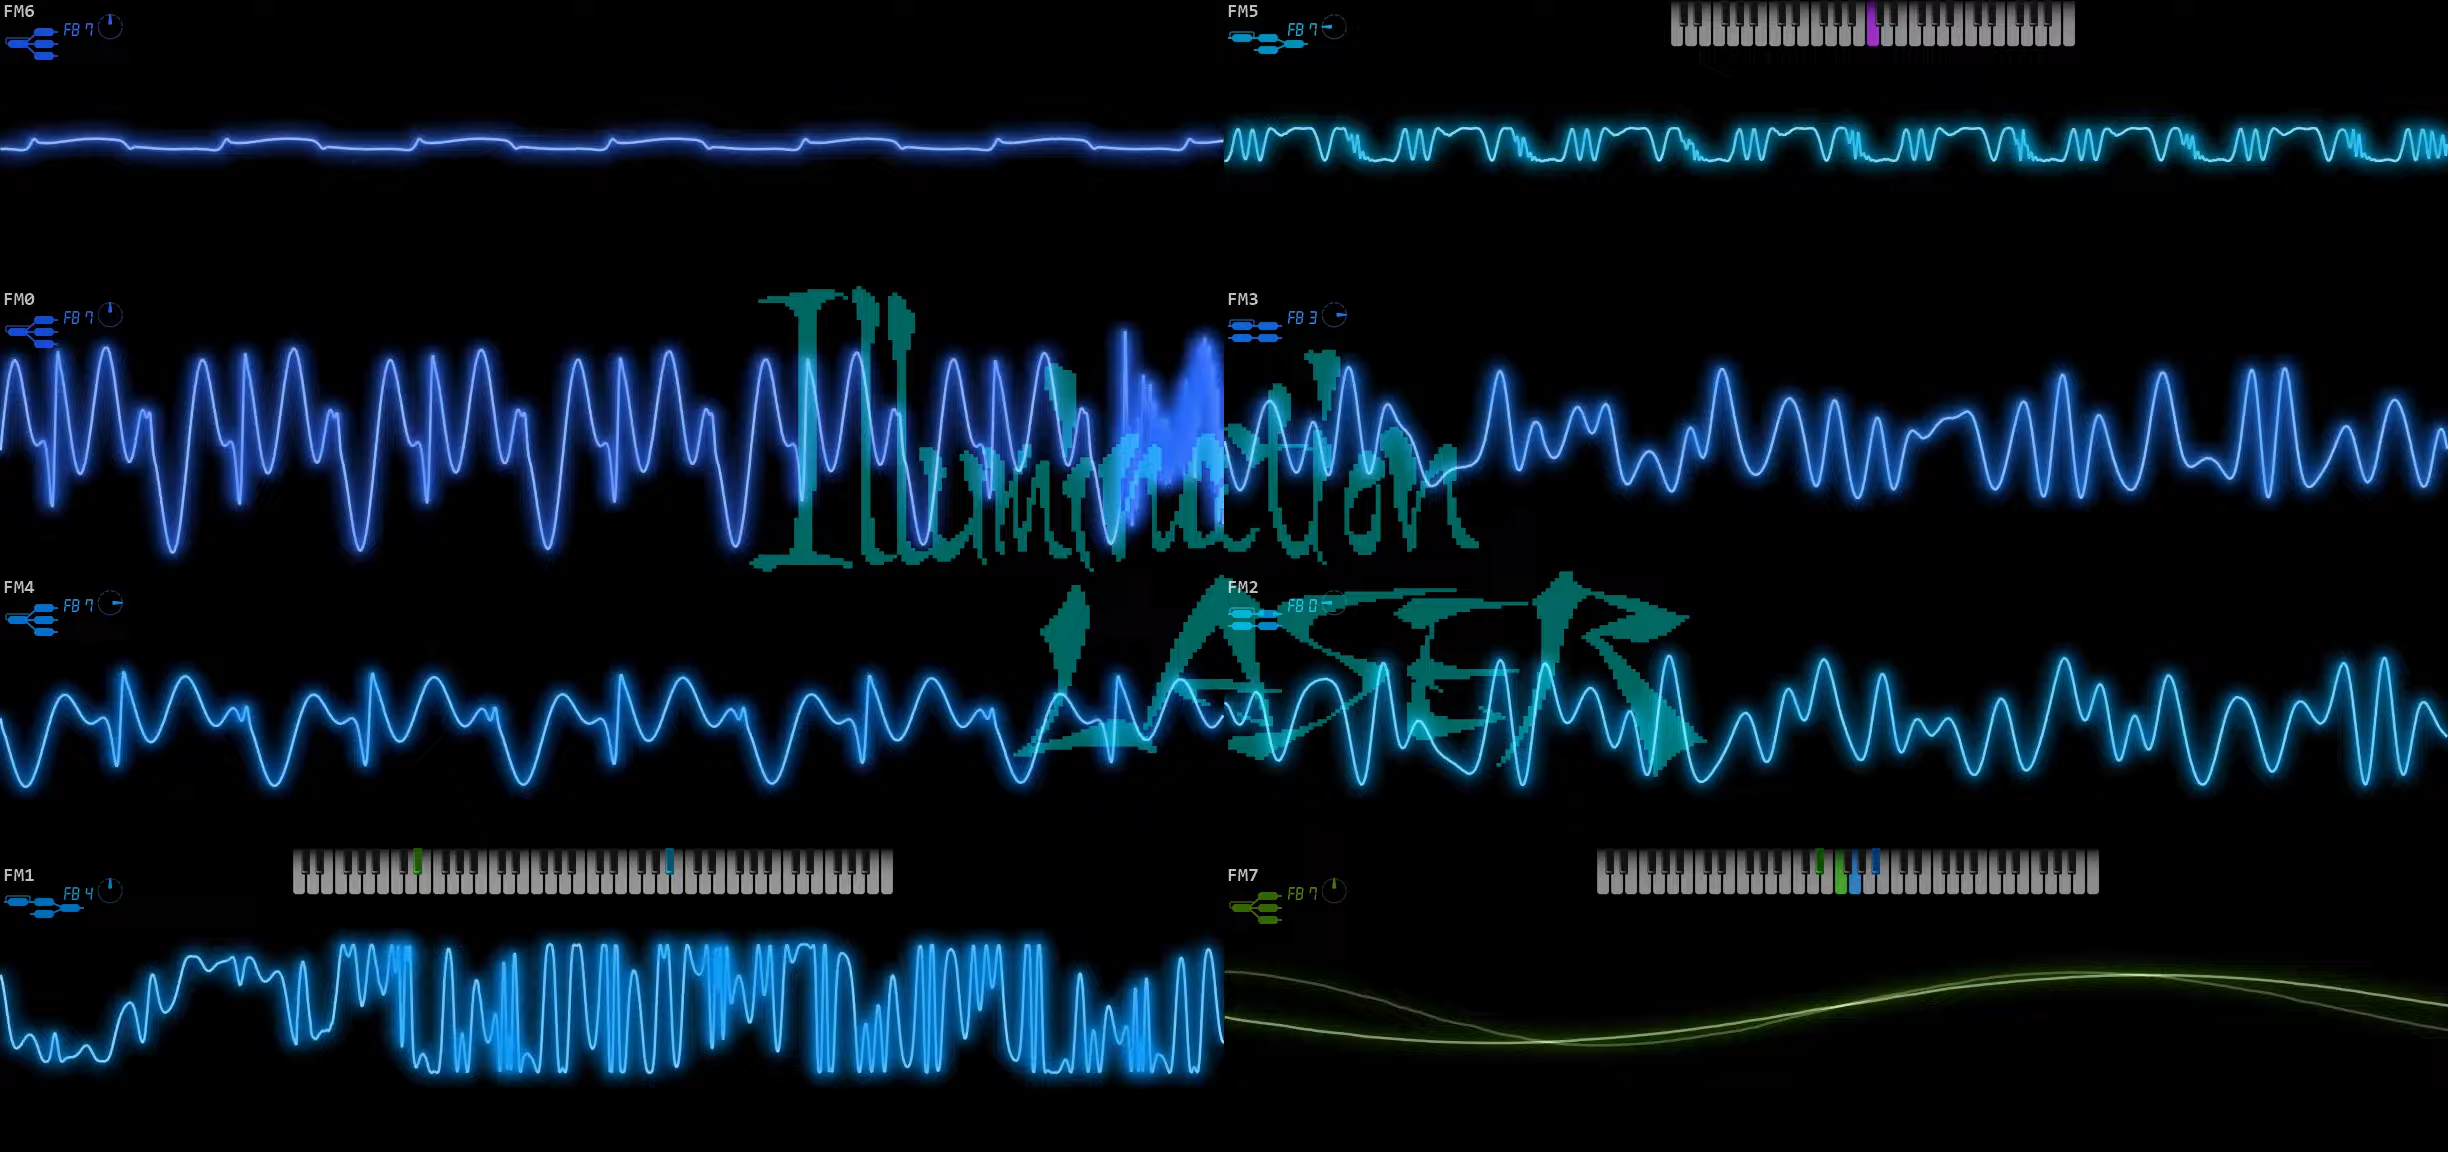 FM6
FB 7
FM5
FB 7
FM0
FB 7
FM3
FB 3
Illumination
FM4
FB 7
FM2
FB 0
LASER
FM1
FB 4
FM7
FB 7